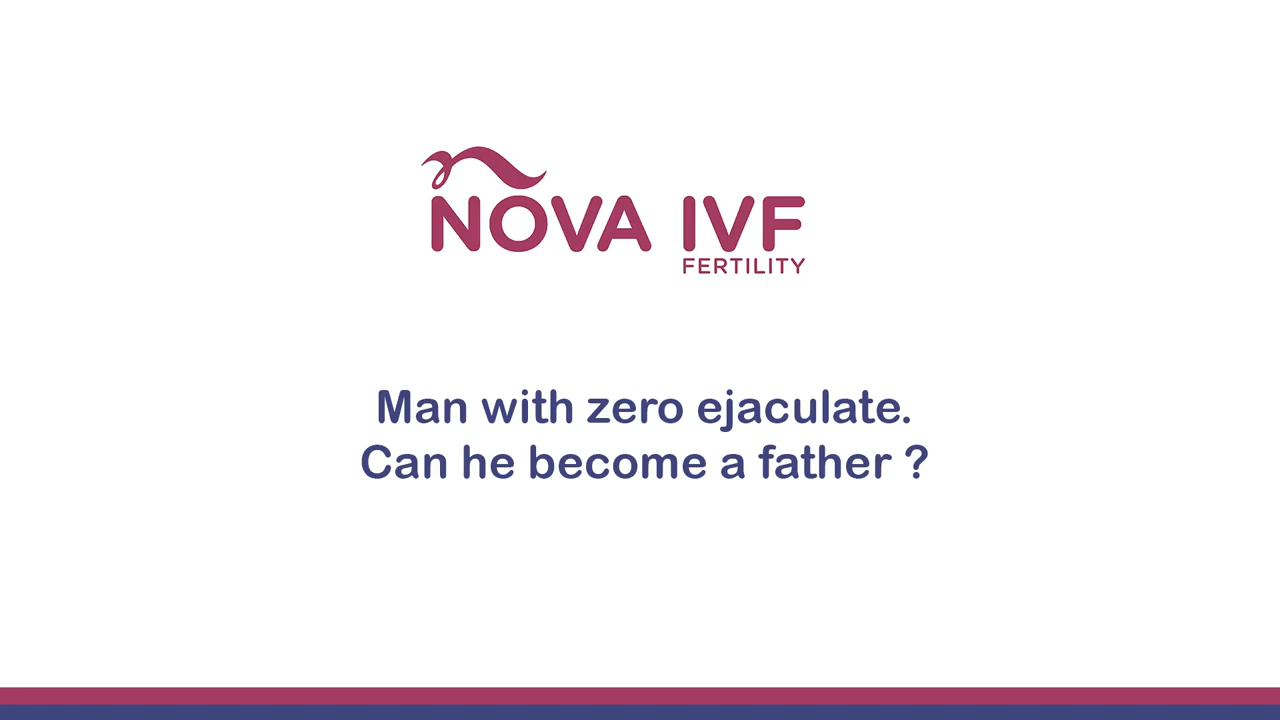 NOVA IVF
FERTILITY
Man with zero ejaculate.
Can he become a father ?